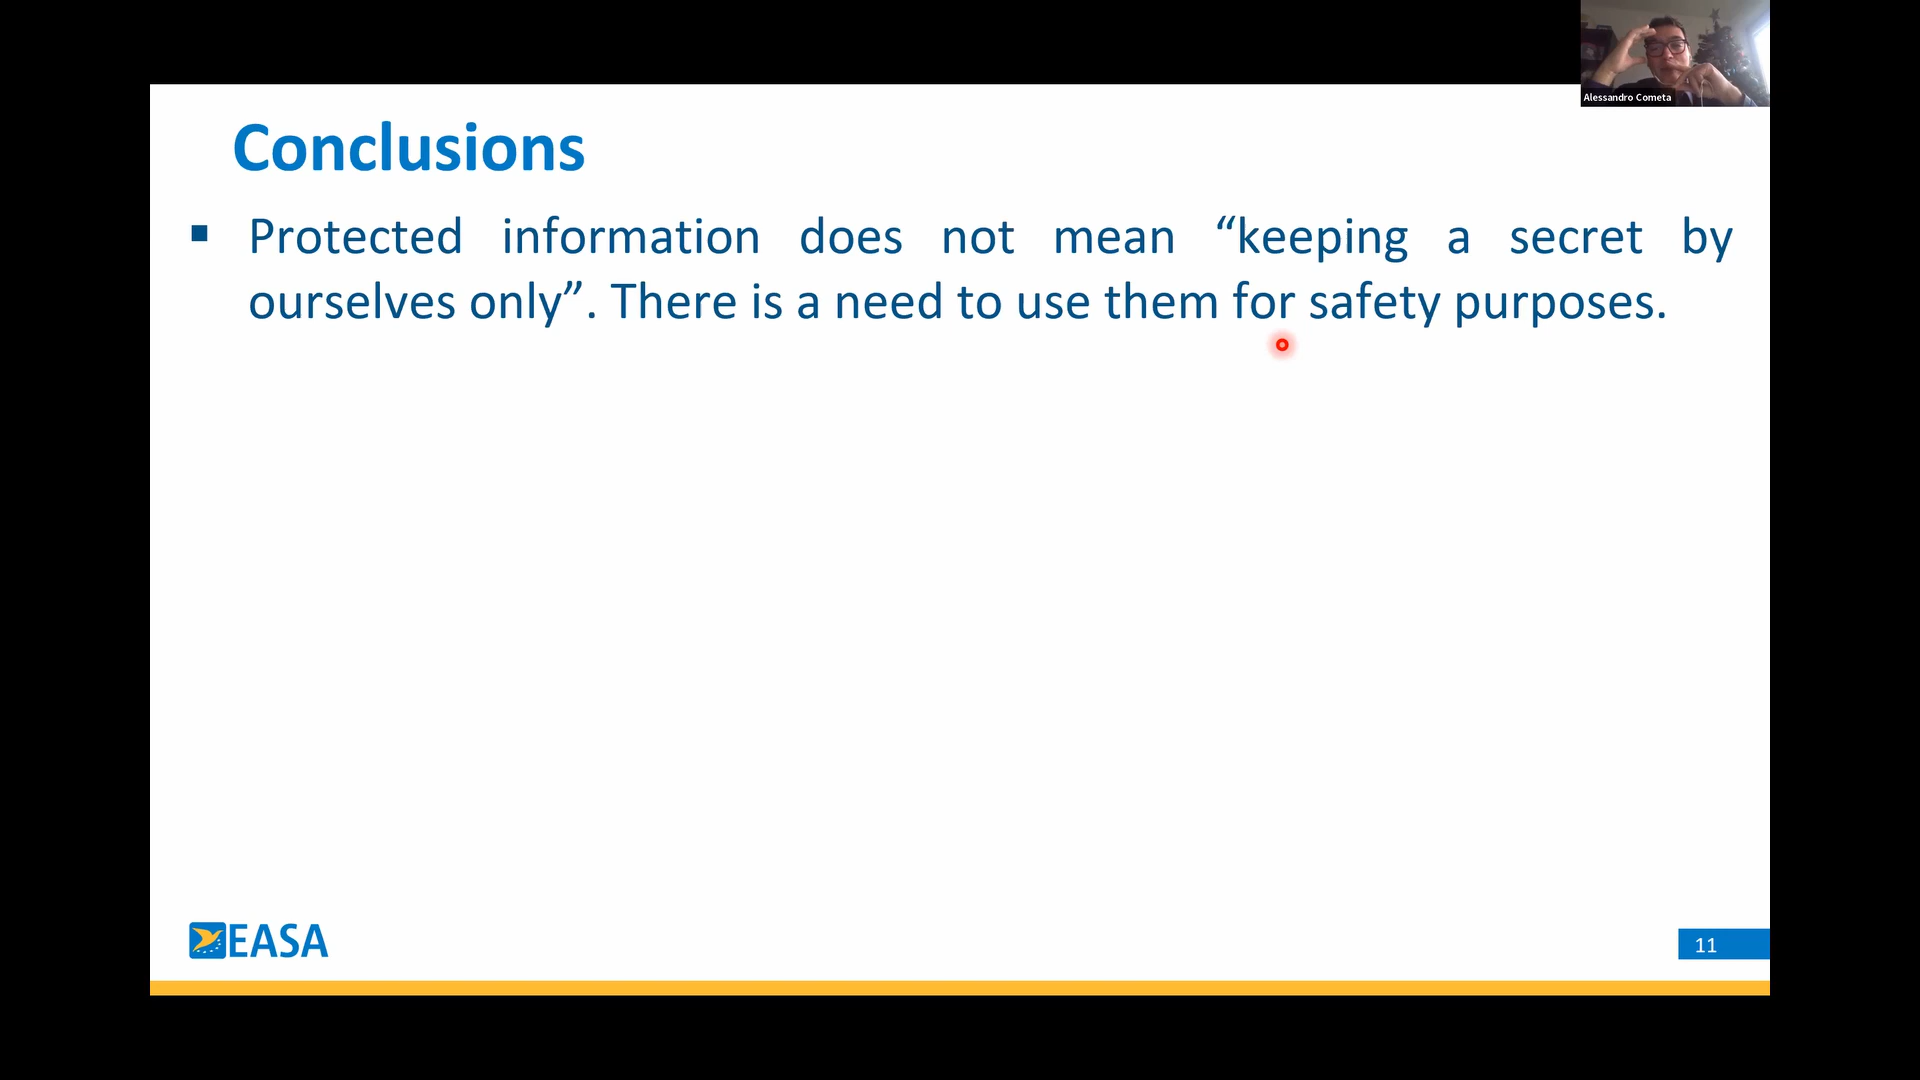 Alessandro Cometa
Conclusions
▪ Protected information does not mean “keeping a secret by
ourselves only”. There is a need to use them for safety purposes.
EASA
11